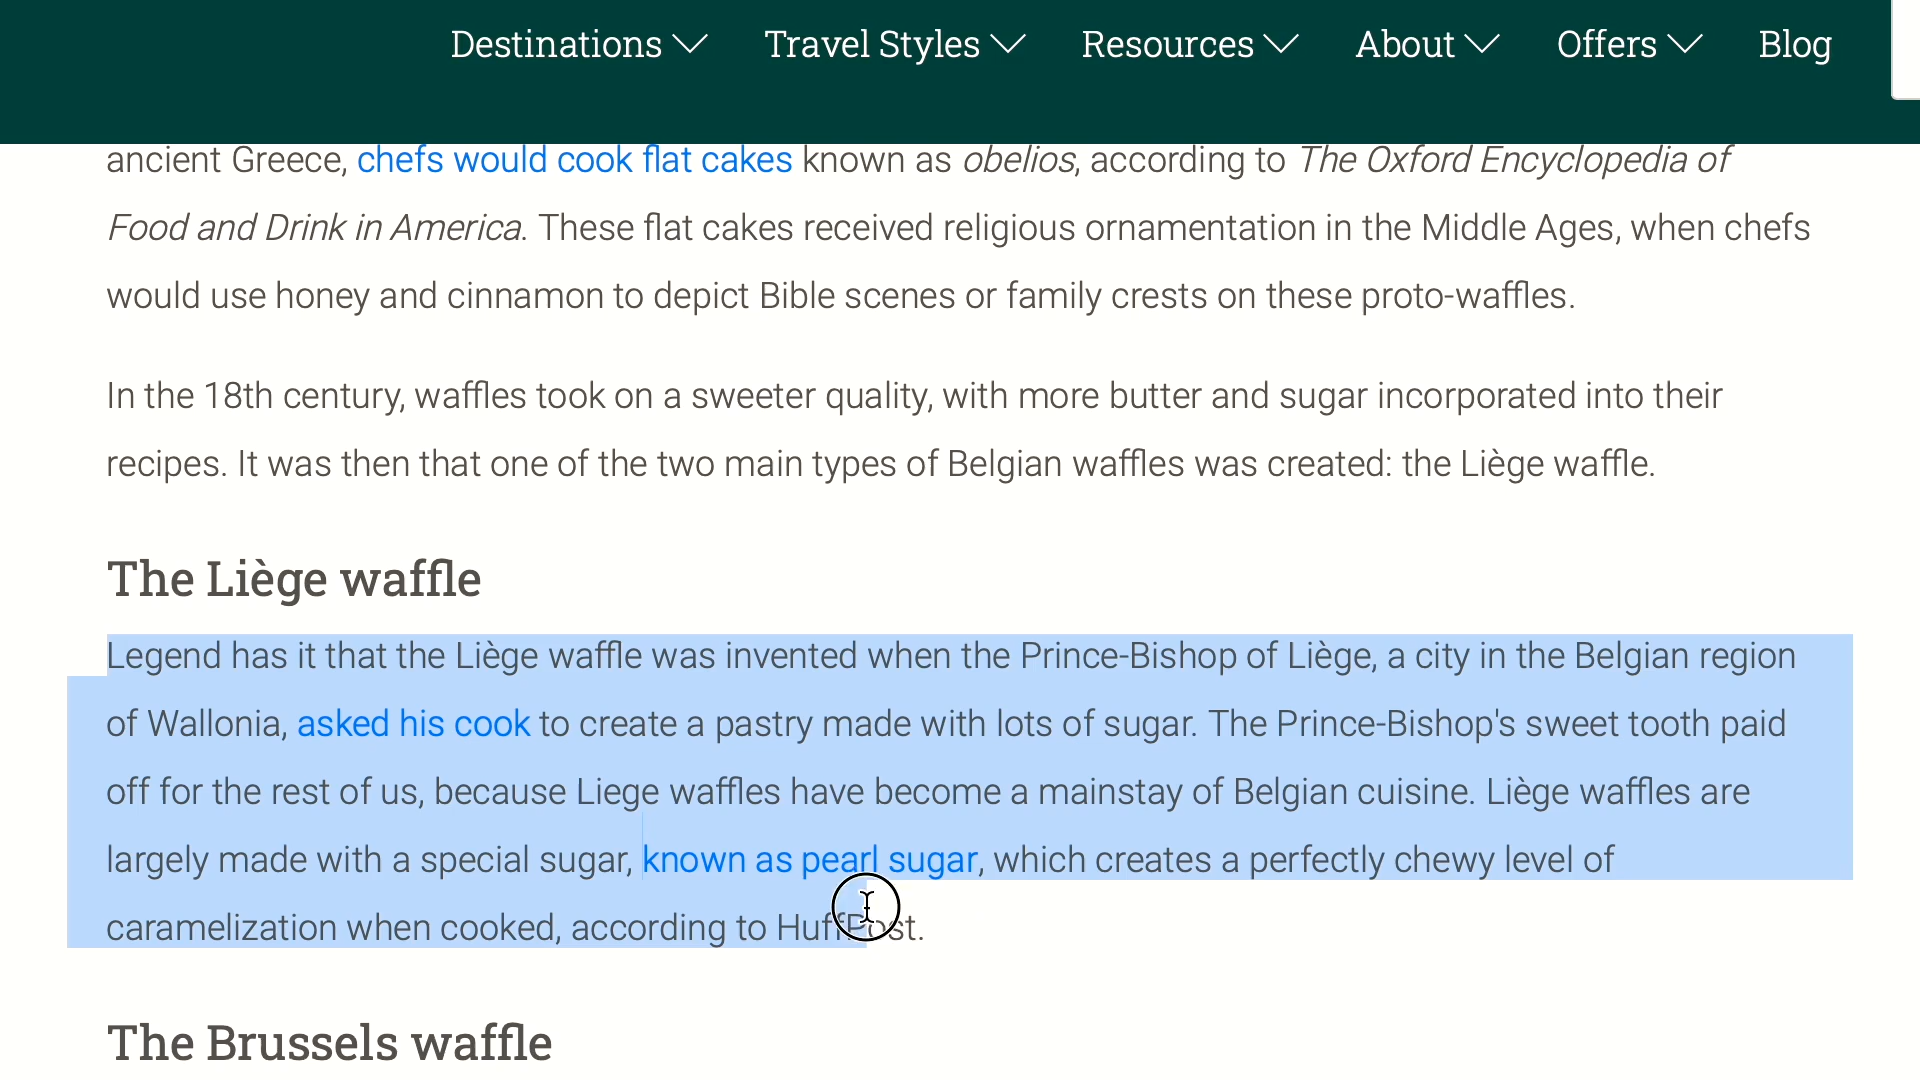 Destinations Travel Styles Resources About Offers Blog
ancient Greece, chefs would cook flat cakes known as obelios, according to The Oxford Encyclopedia of
Food and Drink in America. These flat cakes received religious ornamentation in the Middle Ages, when chefs
would use honey and cinnamon to depict Bible scenes or family crests on these proto-waffles.
In the 18th century, waffles took on a sweeter quality, with more butter and sugar incorporated into their
recipes. It was then that one of the two main types of Belgian waffles was created: the Liège waffle.
The Liège waffle
Legend has it that the Liège waffle was invented when the Prince-Bishop of Liège, a city in the Belgian region
of Wallonia, asked his cook to create a pastry made with lots of sugar. The Prince-Bishop's sweet tooth paid
off for the rest of us, because Liege waffles have become a mainstay of Belgian cuisine. Liège waffles are
largely made with a special sugar, known as pearl sugar, which creates a perfectly chewy level of
caramelization when cooked, according to HuffPost.
The Brussels waffle